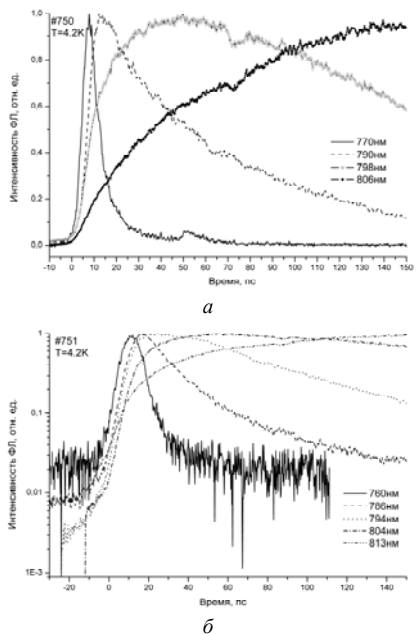 #750
T=4.2K
Интенсивность ФЛ, отн. ед.
1,0
0,8
0,6
0,4
0,2
0,0
770нм
790нм
798нм
806нм
-10 0 10 20 30 40 50 60 70 80 90 100 110 120 130 140 150
Время, пс
а
#751
T=4.2K
Интенсивность ФЛ, отн. ед.
1
0,1
0,01
1E-3
760нм
766нм
794нм
804нм
813нм
-20 0 20 40 60 80 100 120 140
Время, пс
б